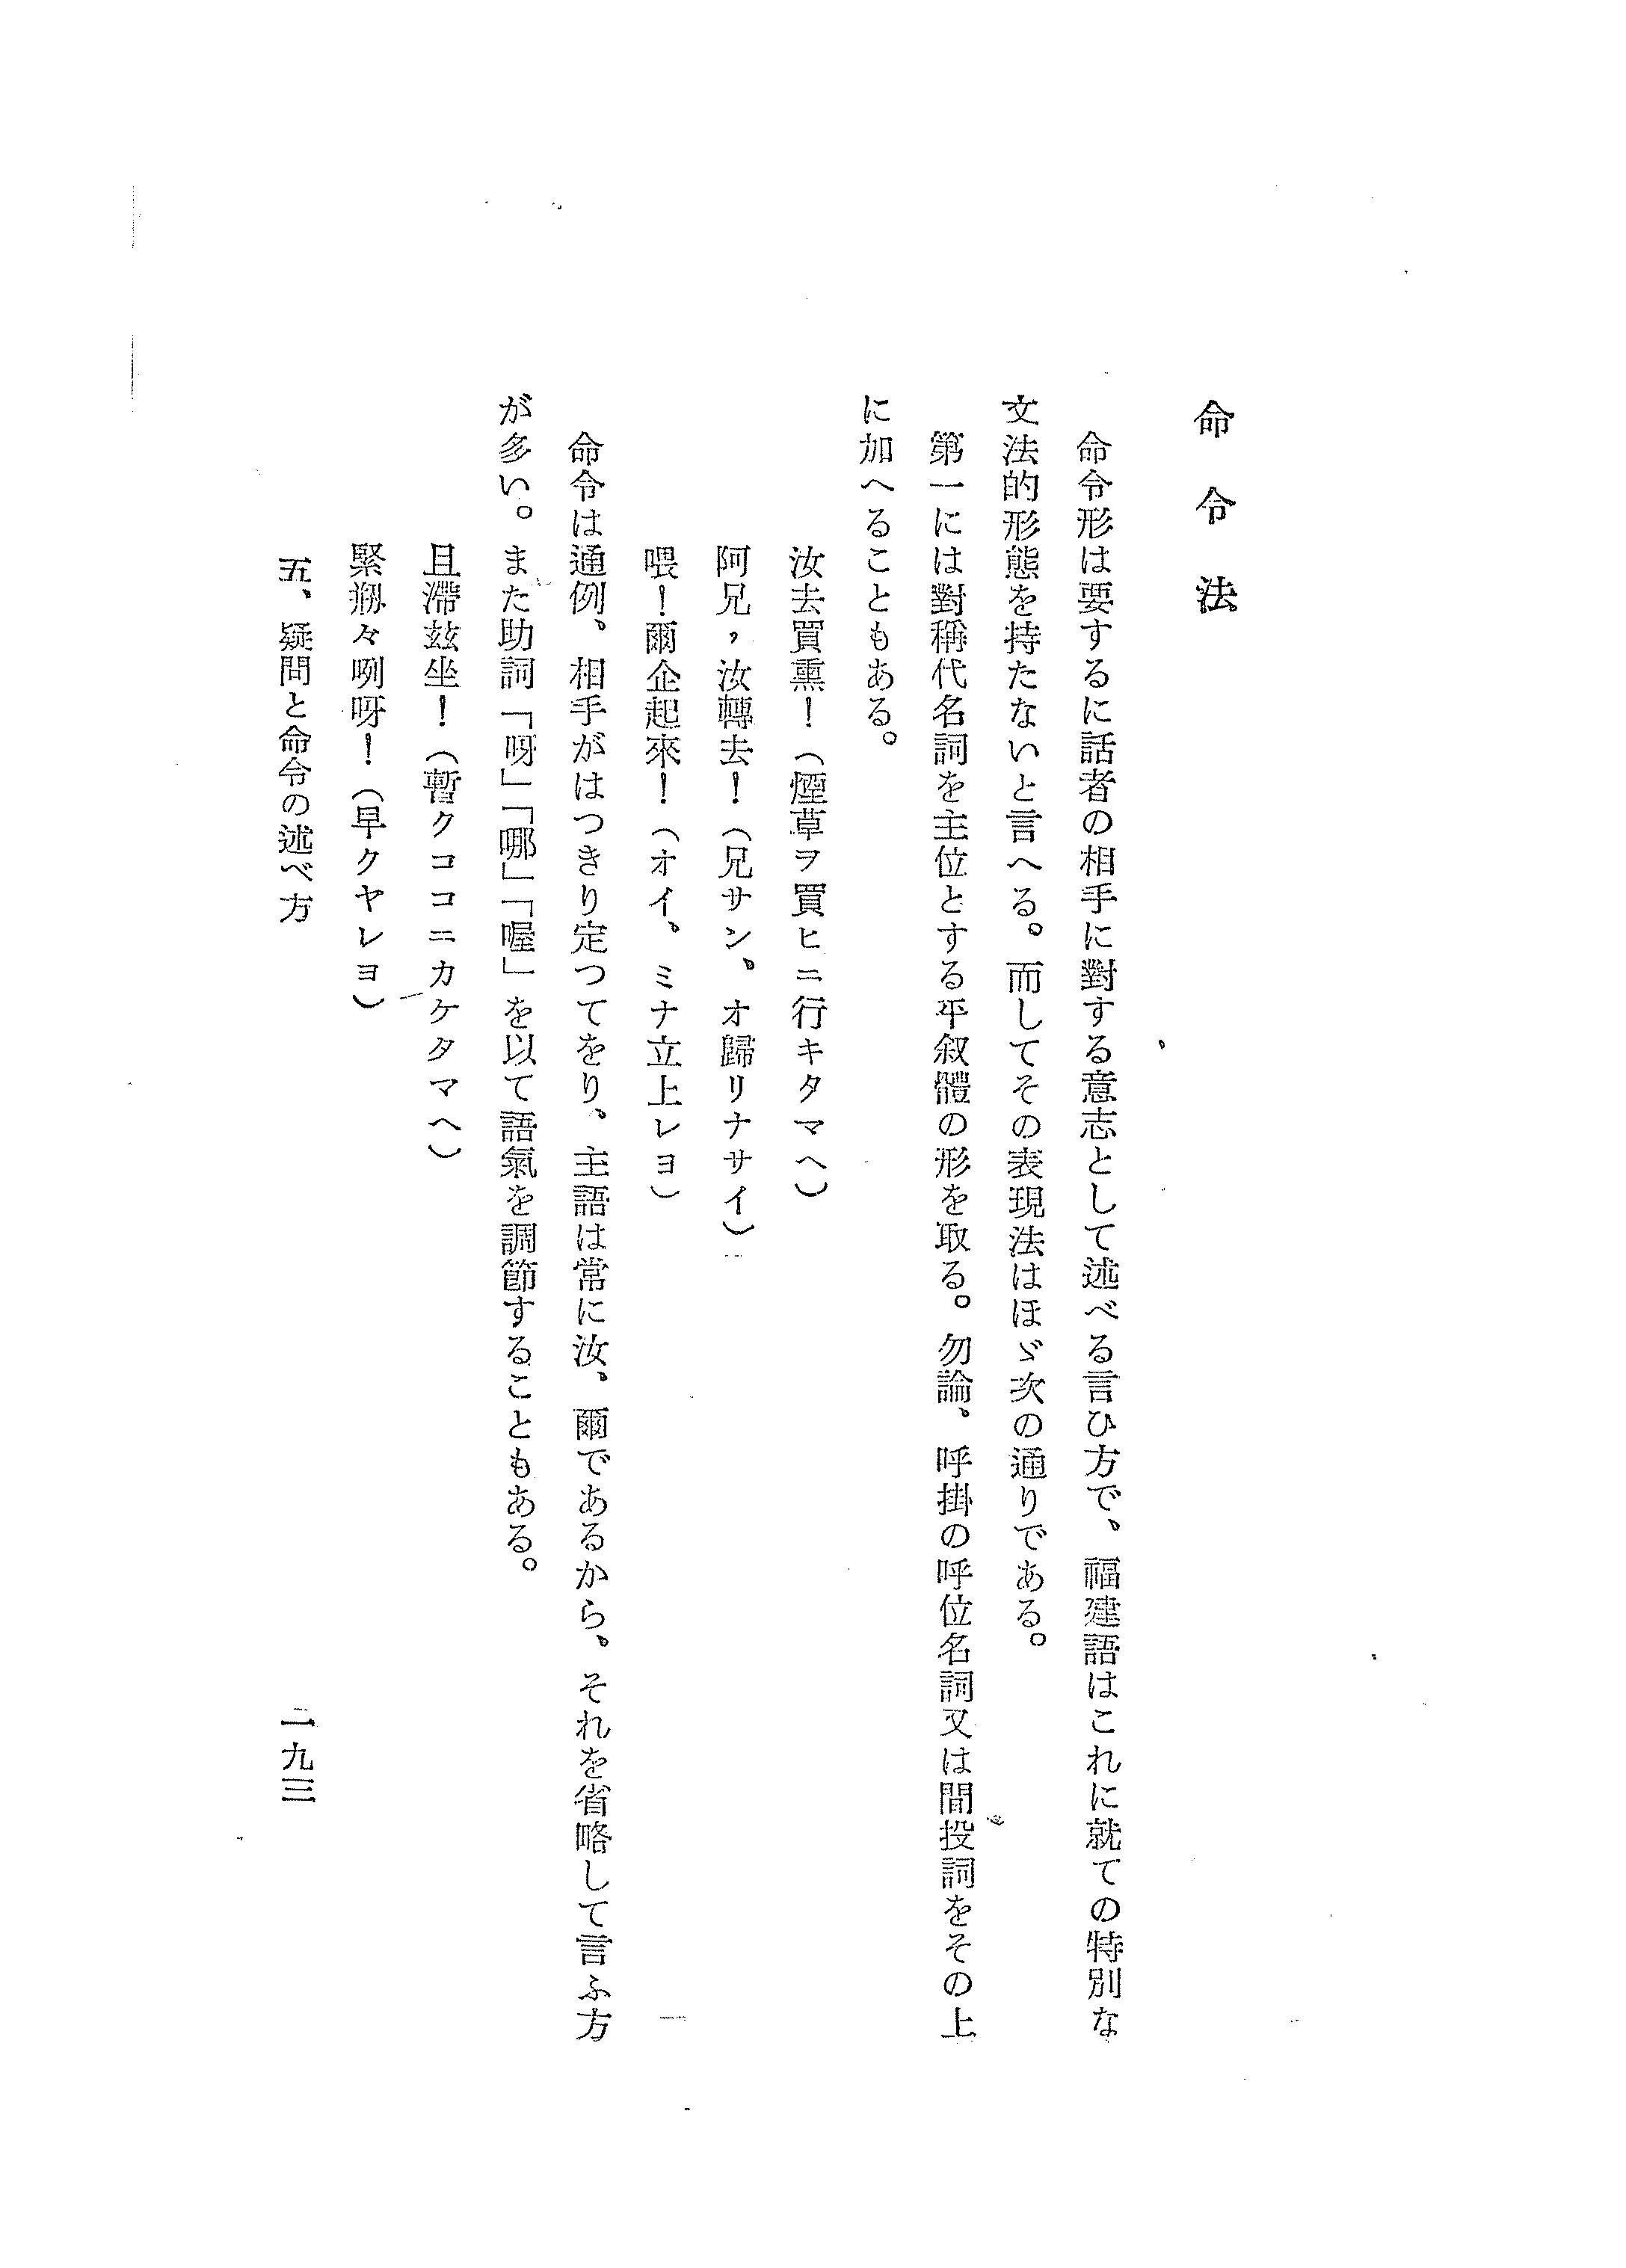 命令法
命令形は要するに話者の相手に對する意志として述べる言ひ方で、福建語はこれに就ての特別な
文法的形態を持たないと言へる。而してその表現法はほゞ次の通りである。
第一には對稱代名詞を主位とする平叙體の形を取る。勿論、呼掛の呼位名詞又は間投詞をその上
に加へることもある。
汝去買熏！（煙草ヲ買ヒニ行キタマヘ）
阿兄，汝轉去！（兄サン、オ歸リナサイ）
喂！爾企起來！（オイ、ミナ立上レヨ）
命令は通例、相手がはつきり定つてをり、主語は常に汝、爾であるから、それを省略して言ふ方
が多い。また助詞「呀」「哪」「喔」を以て語氣を調節することもある。
且滯玆坐！（暫クココニカケタマヘ）
緊々咧呀！（早クヤレヨ）
五、疑問と命令の述べ方
二九三